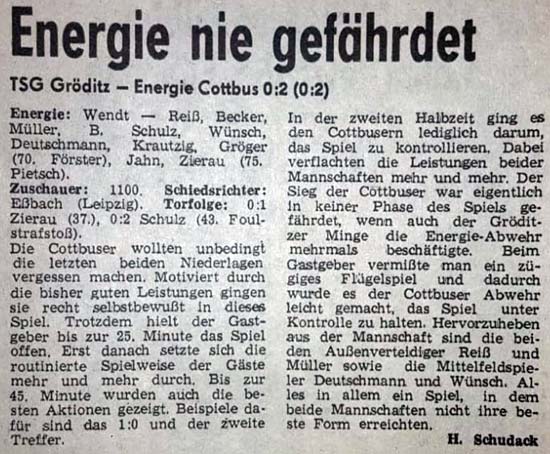 Energie nie gefährdet
TSG Gröditz – Energie Cottbus 0:2 (0:2)
Energie: Wendt — Reiß, Becker,
Müller, B. Schulz, Wünsch,
Deutschmann, Krautzig, Gröger
(70. Förster), Jahn, Zierau (75.
Pietsch).
Zuschauer: 1100. Schiedsrichter:
Eßbach (Leipzig). Torfolge: 0:1
Zierau (37.), 0:2 Schulz (43. Foul-
strafstoß).
Die Cottbuser wollten unbedingt
die letzten beiden Niederlagen
vergessen machen. Motiviert durch
die bisher guten Leistungen gingen
sie recht selbstbewußt in dieses
Spiel. Trotzdem hielt der Gast-
geber bis zur 25. Minute das Spiel
offen. Erst danach setzte sich die
routinierte Spielweise der Gäste
mehr und mehr durch. Bis zur
45. Minute wurden auch die be-
sten Aktionen gezeigt. Beispiele da-
für sind das 1:0 und der zweite
Treffer.
In der zweiten Halbzeit ging es
den Cottbusern lediglich darum,
das Spiel zu kontrollieren. Dabei
verflachten die Leistungen beider
Mannschaften mehr und mehr. Der
Sieg der Cottbuser war eigentlich
in keiner Phase des Spiels ge-
fährdet, wenn auch der Grödit-
zer Minge die Energie-Abwehr
mehrmals beschäftigte. Beim
Gastgeber vermißte man ein zü-
giges Flügelspiel und dadurch
wurde es der Cottbuser Abwehr
leicht gemacht, das Spiel unter
Kontrolle zu halten. Hervorzuheben
aus der Mannschaft sind die bei-
den Außenverteidiger Reiß und
Müller sowie die Mittelfeldspie-
ler Deutschmann und Wünsch. Al-
les in allem ein Spiel, in dem
beide Mannschaften nicht ihre be-
ste Form erreichten.
H. Schudack